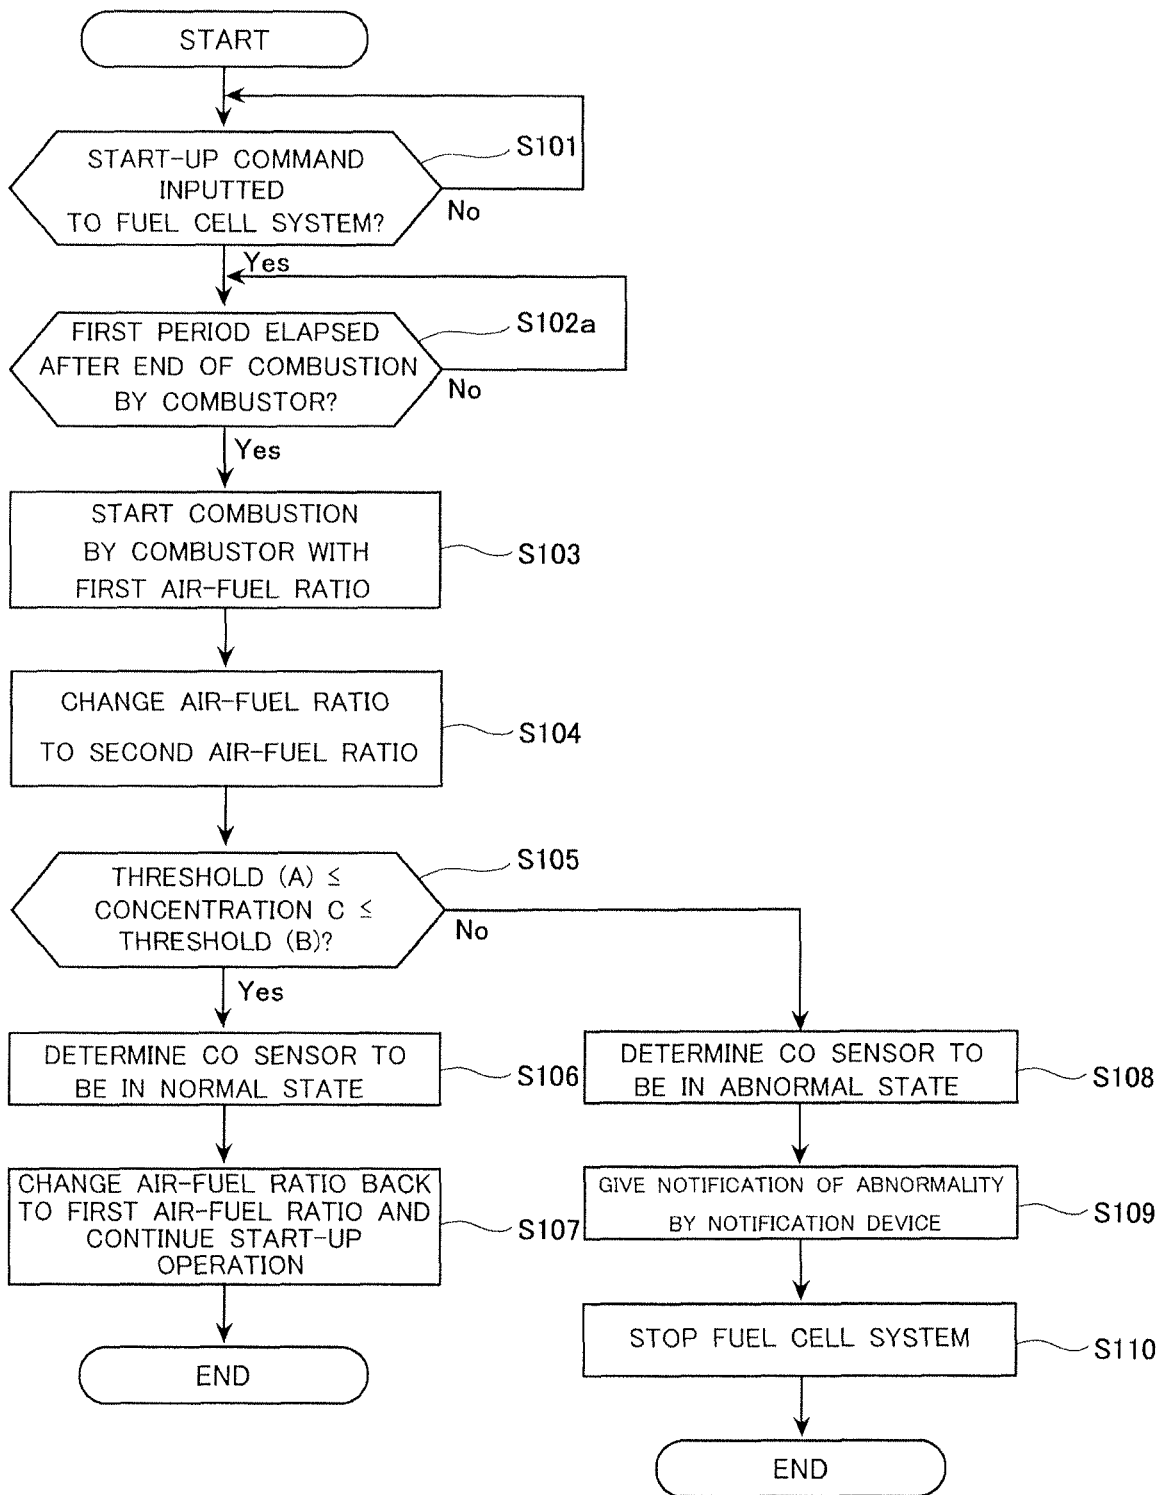 START
START-UP COMMAND
INPUTTED
TO FUEL CELL SYSTEM?
S101
No
Yes
FIRST PERIOD ELAPSED
AFTER END OF COMBUSTION
BY COMBUSTOR?
S102a
No
Yes
START COMBUSTION
BY COMBUSTOR WITH
FIRST AIR-FUEL RATIO
S103
CHANGE AIR-FUEL RATIO
TO SECOND AIR-FUEL RATIO
S104
THRESHOLD (A) ≦
CONCENTRATION C ≦
THRESHOLD (B)?
S105
No
Yes
DETERMINE CO SENSOR TO
BE IN NORMAL STATE
S106
CHANGE AIR-FUEL RATIO BACK
TO FIRST AIR-FUEL RATIO AND
CONTINUE START-UP
OPERATION
S107
END
DETERMINE CO SENSOR TO
BE IN ABNORMAL STATE
S108
GIVE NOTIFICATION OF ABNORMALITY
BY NOTIFICATION DEVICE
S109
STOP FUEL CELL SYSTEM
S110
END